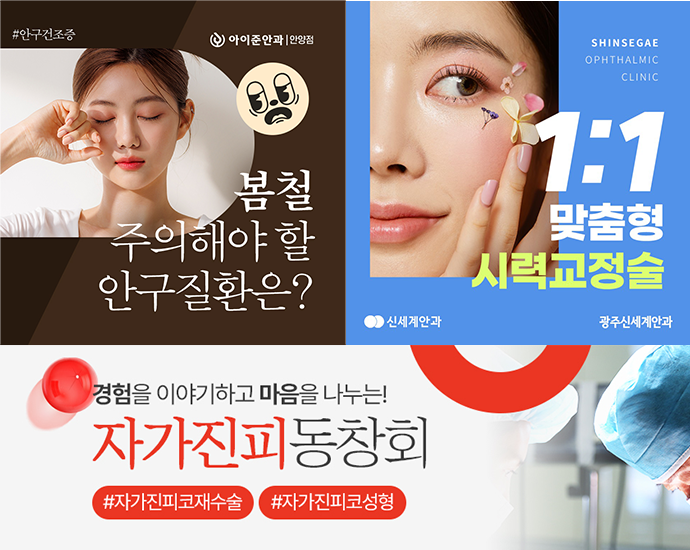 #안구건조증
아이준안과|안양점
봄철
주의해야 할
안구질환은?
SHINSEGAE
OPHTHALMIC
CLINIC
1:1
맞춤형
시력교정술
신세계안과
광주신세계안과
경험을 이야기하고 마음을 나누는!
자가진피동창회
#자가진피코재수술 #자가진피코성형